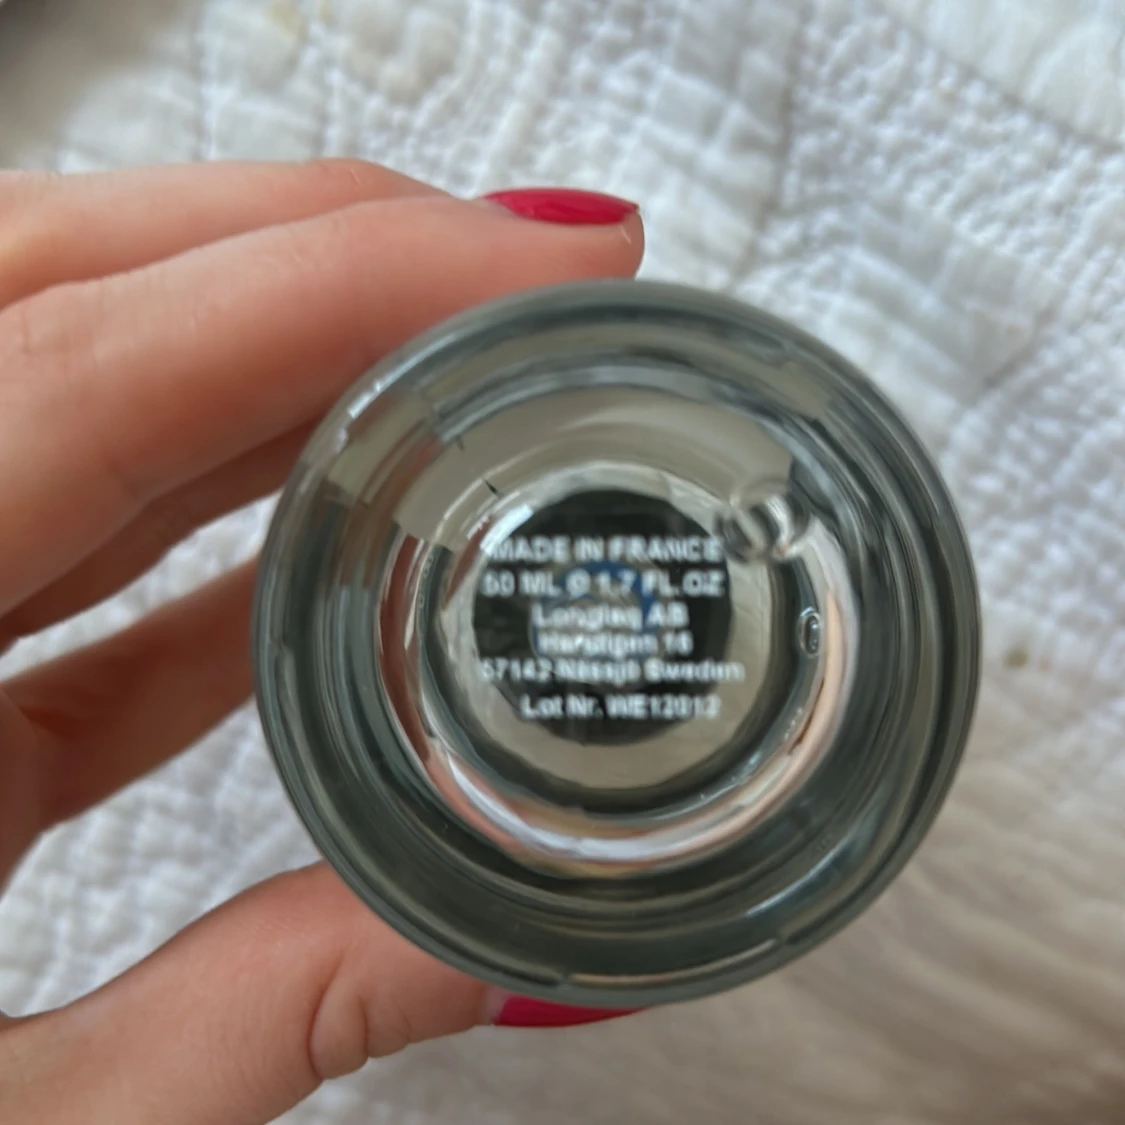 MADE IN FRANCE
50 ML ℮ 1.7 FL.OZ
AB
57142 Nässjö Sweden
Lot Nr. WE12012